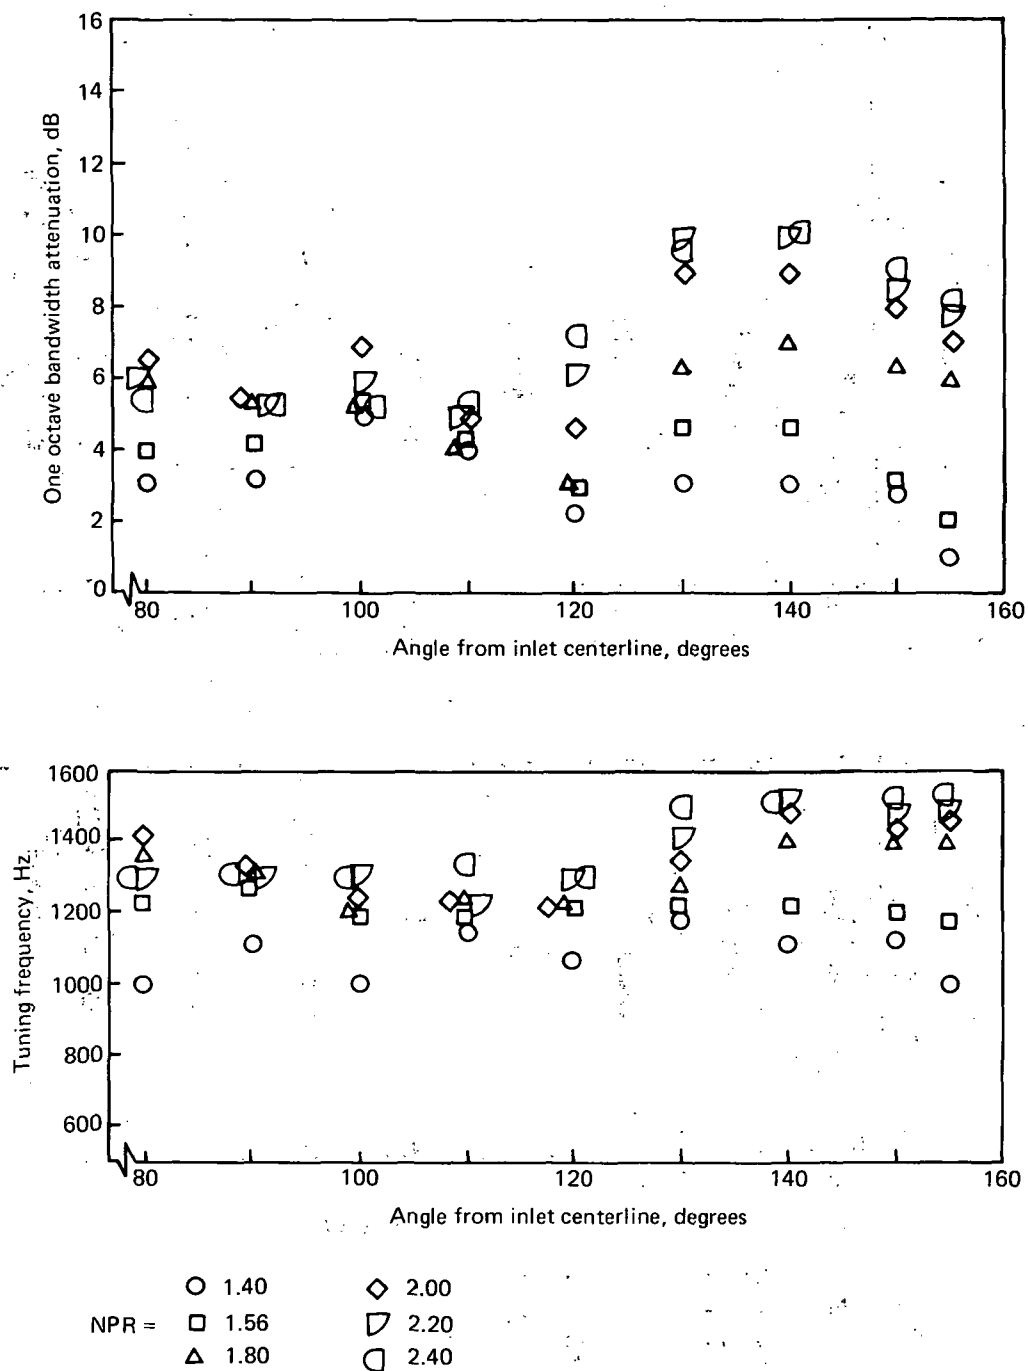 16
14
12
10
8
6
4
2
0
One octave bandwidth attenuation, dB
80 100 120 140 160
Angle from inlet centerline, degrees
1600
1400
1200
1000
800
600
Tuning frequency, Hz.
80 100 120 140 160
Angle from inlet centerline, degrees
1.40 2.00
NPR = 1.56 2.20
1.80 2.40